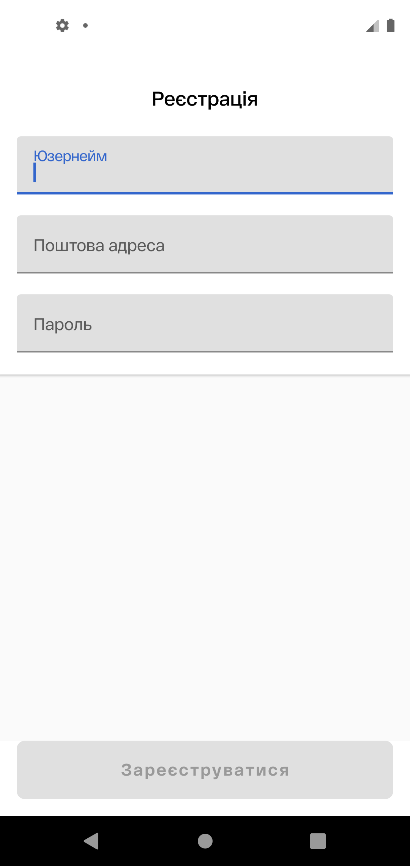 Реєстрація
Юзернейм
Поштова адреса
Пароль
Зареєструватися